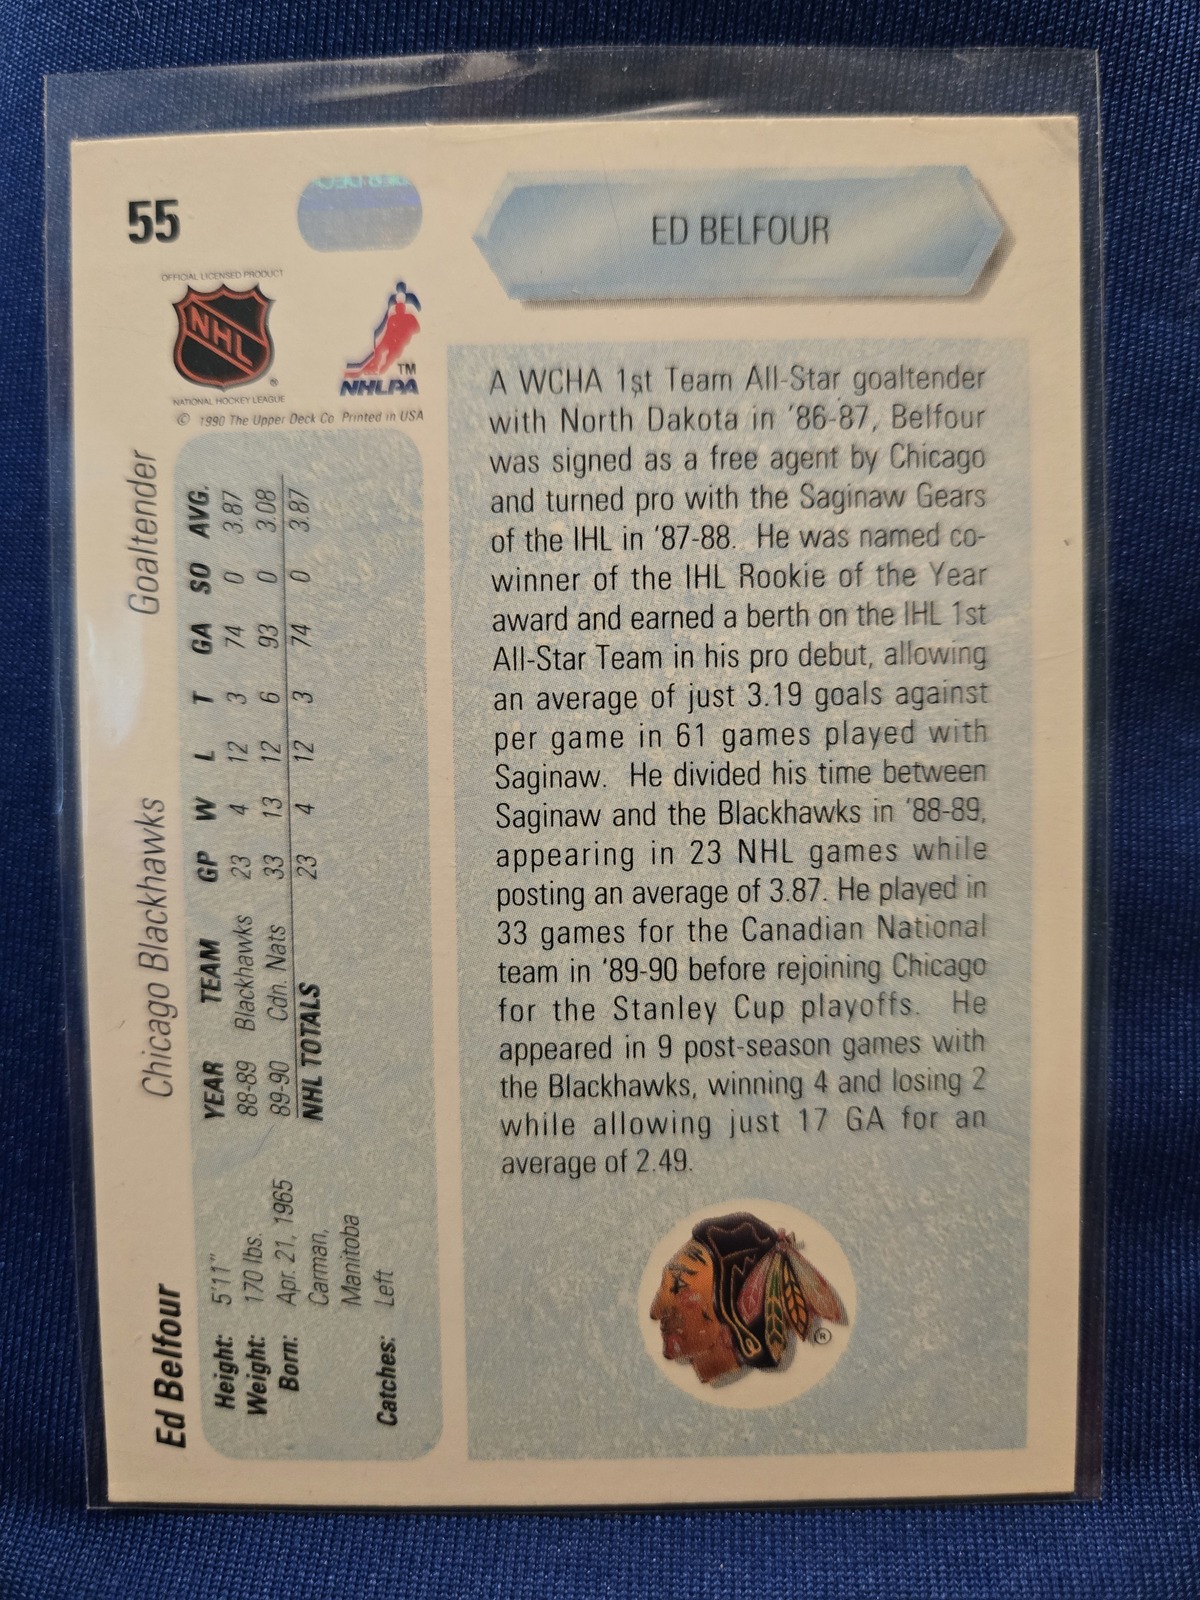 55
OFFICIAL LICENSED PRODUCT
NHL
®
NATIONAL HOCKEY LEAGUE
TM
NHLPA
© 1990 The Upper Deck Co. Printed in USA
ED BELFOUR
A WCHA 1st Team All-Star goaltender
with North Dakota in '86-87, Belfour
was signed as a free agent by Chicago
and turned pro with the Saginaw Gears
of the IHL in '87-88. He was named co-
winner of the IHL Rookie of the Year
award and earned a berth on the IHL 1st
All-Star Team in his pro debut, allowing
an average of just 3.19 goals against
per game in 61 games played with
Saginaw. He divided his time between
Saginaw and the Blackhawks in '88-89,
appearing in 23 NHL games while
posting an average of 3.87. He played in
33 games for the Canadian National
team in '89-90 before rejoining Chicago
for the Stanley Cup playoffs. He
appeared in 9 post-season games with
the Blackhawks, winning 4 and losing 2
while allowing just 17 GA for an
average of 2.49.
®
Ed Belfour Chicago Blackhawks Goaltender
Height: 5'11"
Weight: 170 lbs.
Born: Apr. 21, 1965
Carman,
Manitoba
Catches: Left
YEAR TEAM GP W L T GA SO AVG.
88-89 Blackhawks 23 4 12 3 74 0 3.87
89-90 Cdn. Nats 33 13 12 6 93 0 3.08
NHL TOTALS 23 4 12 3 74 0 3.87